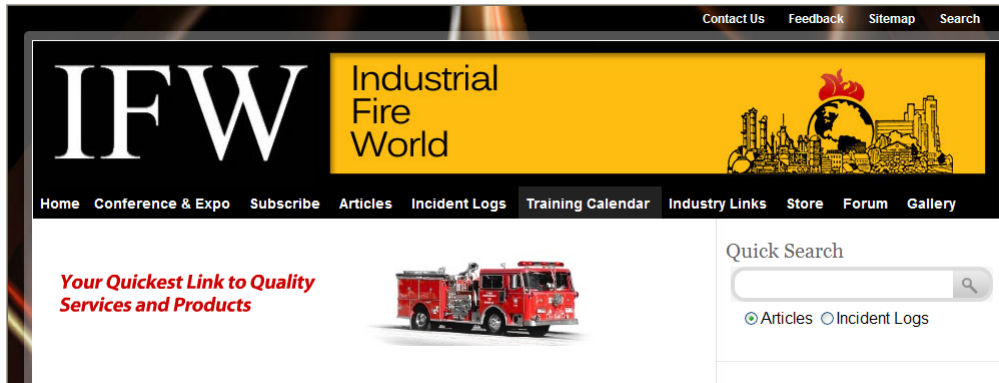 Contact Us Feedback Sitemap Search
IFW
Industrial
Fire
World
Home Conference & Expo Subscribe Articles Incident Logs Training Calendar Industry Links Store Forum Gallery
Your Quickest Link to Quality
Services and Products
Quick Search
Articles Incident Logs